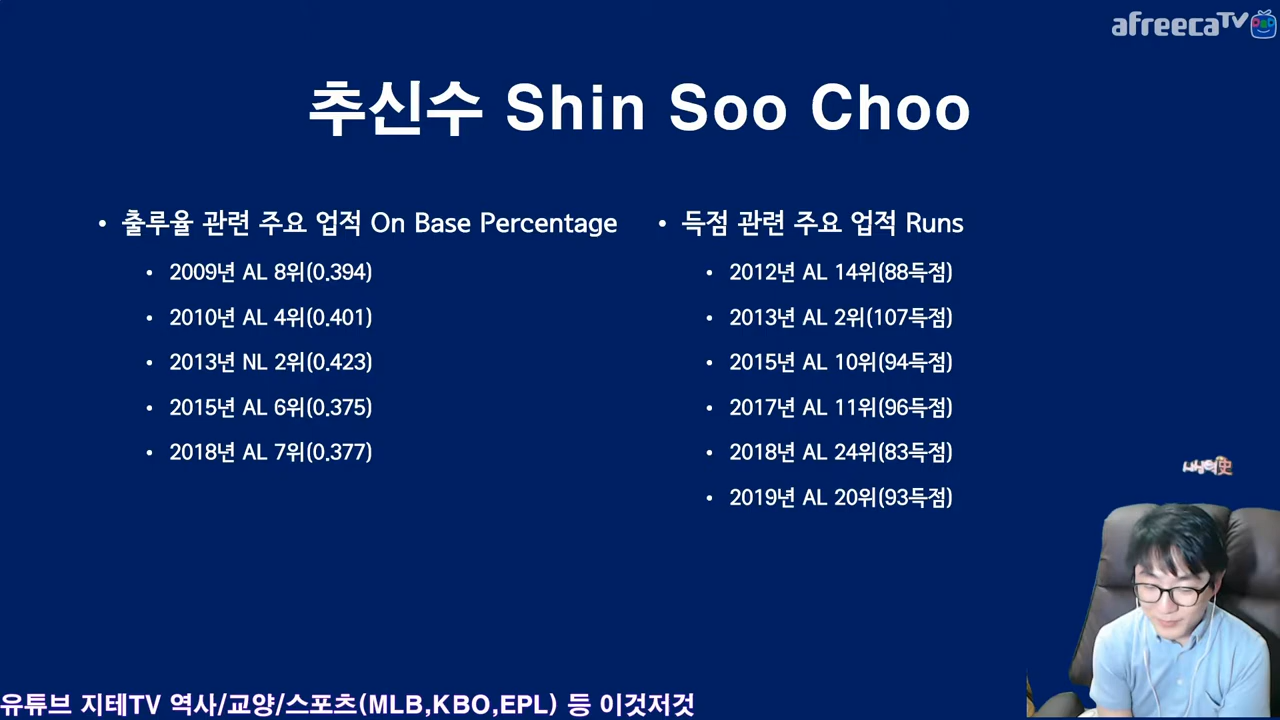 afreecaTV
추신수 Shin Soo Choo
• 출루율 관련 주요 업적 On Base Percentage
• 2009년 AL 8위(0.394)
• 2010년 AL 4위(0.401)
• 2013년 NL 2위(0.423)
• 2015년 AL 6위(0.375)
• 2018년 AL 7위(0.377)
• 득점 관련 주요 업적 Runs
• 2012년 AL 14위(88득점)
• 2013년 AL 2위(107득점)
• 2015년 AL 10위(94득점)
• 2017년 AL 11위(96득점)
• 2018년 AL 24위(83득점)
• 2019년 AL 20위(93득점)
유튜브 지테TV 역사/교양/스포츠(MLB,KBO,EPL) 등 이것저것